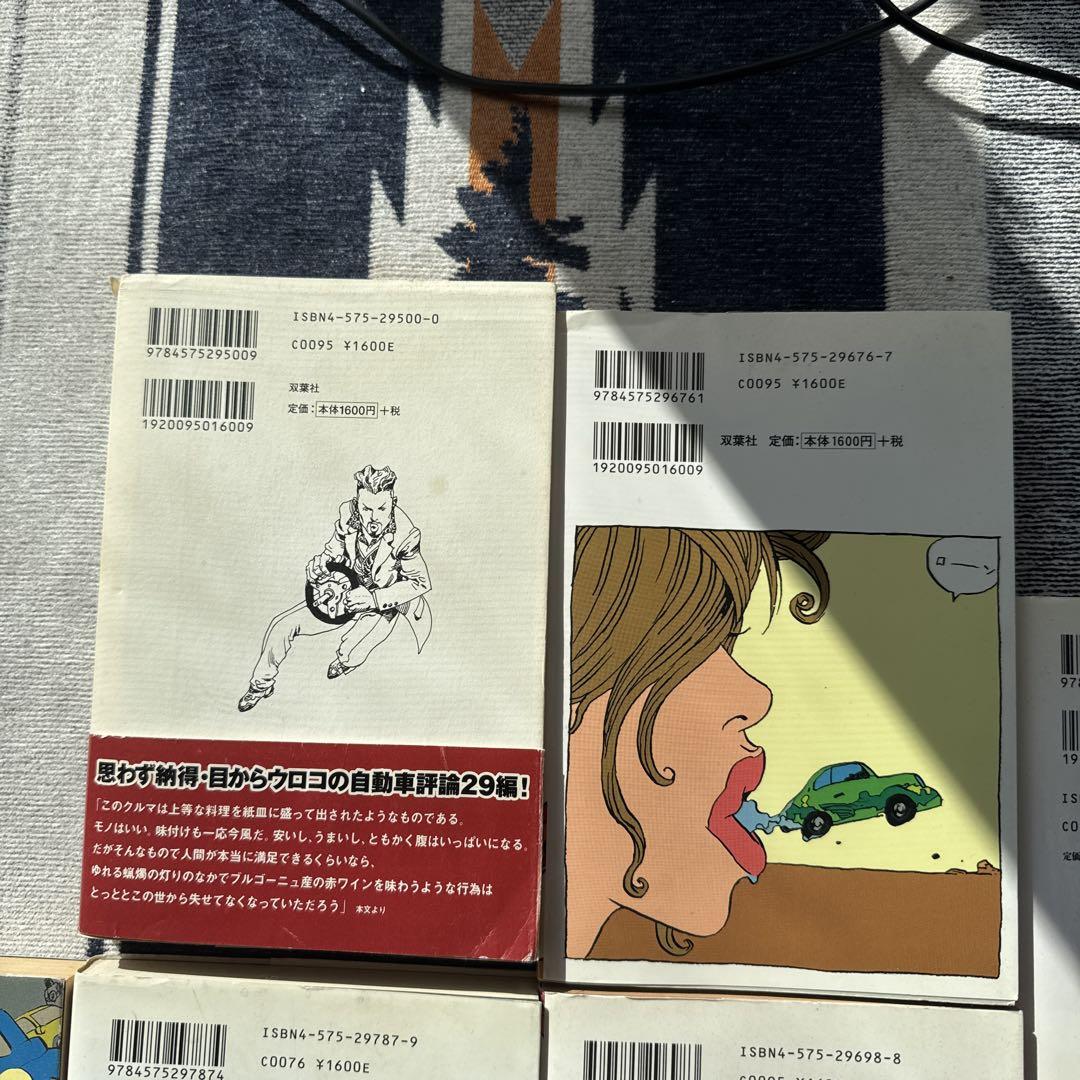 ISBN4-575-29500-0
9784575295009
C0095 ¥1600E
1920095016009
双葉社
定価：本体1600円＋税
思わず納得・目からウロコの自動車評論29編！
「このクルマは上等な料理を紙皿に盛って出されたようなものである。
モノはいい。味付けも一応今風だ。安いし、うまいし、ともかく腹はいっぱいになる。
だがそんなもので人間が本当に満足できるくらいなら、
ゆれる蝋燭の灯りのなかでブルゴーニュ産の赤ワインを味わうような行為は
とっととこの世から失せてなくなっていただろう」 本文より
ISBN4-575-29676-7
9784575296761
C0095 ¥1600E
1920095016009
双葉社 定価：本体1600円＋税
ローン
ISBN4-575-29787-9
9784575297874
C0076 ¥1600E
ISBN4-575-29698-8
定価